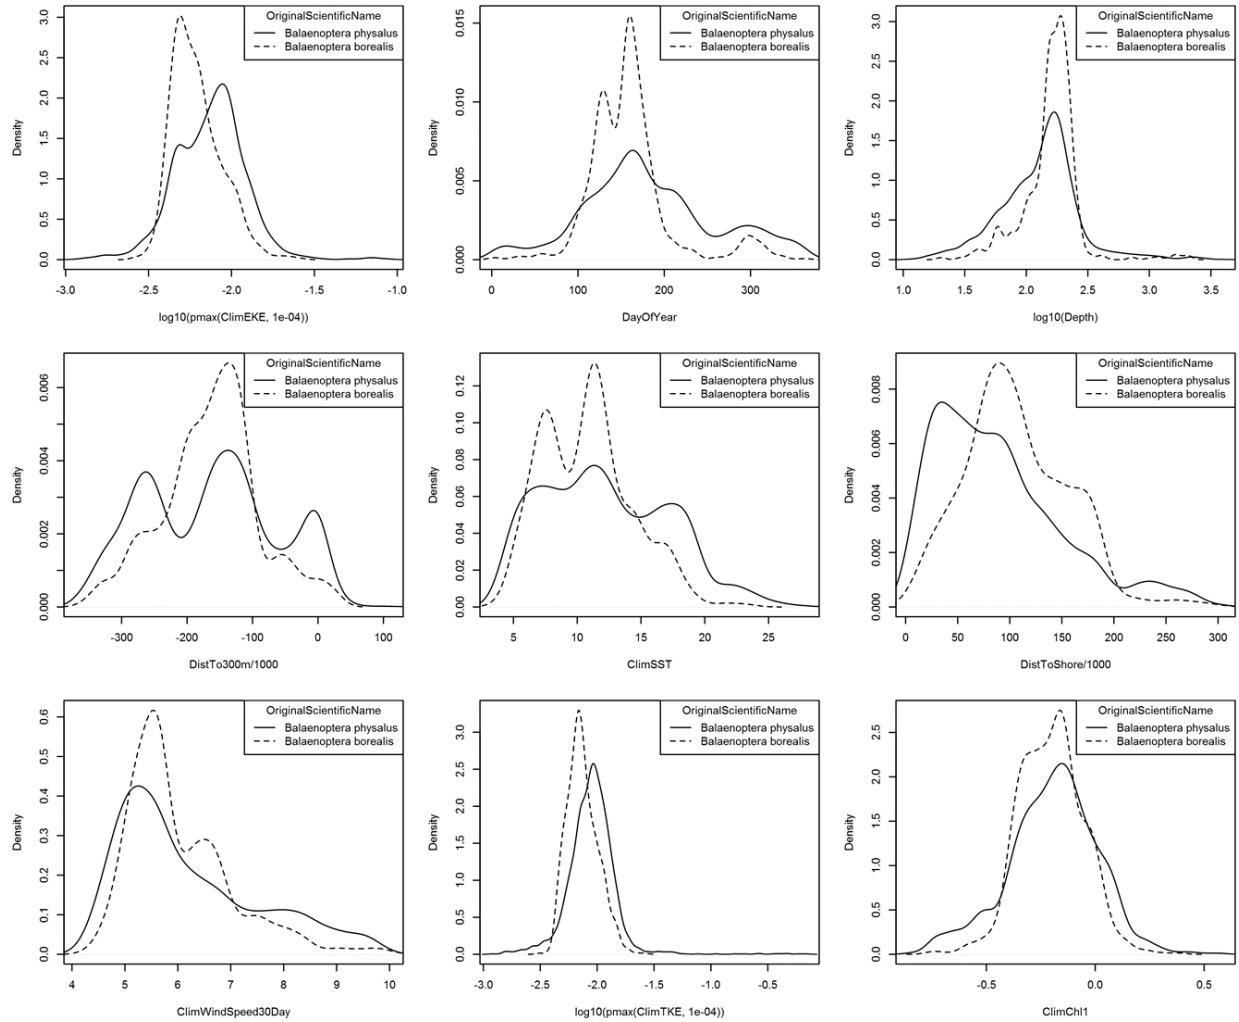 OriginalScientificName
Balaenoptera physalus
Balaenoptera borealis
Density
0.0 0.5 1.0 1.5 2.0 2.5 3.0
-3.0 -2.5 -2.0 -1.5 -1.0
log10(pmax(ClimEKE, 1e-04))
OriginalScientificName
Balaenoptera physalus
Balaenoptera borealis
Density
0.000 0.005 0.010 0.015
0 100 200 300
DayOfYear
OriginalScientificName
Balaenoptera physalus
Balaenoptera borealis
Density
0.0 0.5 1.0 1.5 2.0 2.5 3.0
1.0 1.5 2.0 2.5 3.0 3.5
log10(Depth)
OriginalScientificName
Balaenoptera physalus
Balaenoptera borealis
Density
0.000 0.002 0.004 0.006
-300 -200 -100 0 100
DistTo300m/1000
OriginalScientificName
Balaenoptera physalus
Balaenoptera borealis
Density
0.00 0.02 0.04 0.06 0.08 0.10 0.12
5 10 15 20 25
ClimSST
OriginalScientificName
Balaenoptera physalus
Balaenoptera borealis
Density
0.000 0.002 0.004 0.006 0.008
0 50 100 150 200 250 300
DistToShore/1000
OriginalScientificName
Balaenoptera physalus
Balaenoptera borealis
Density
0.0 0.1 0.2 0.3 0.4 0.5 0.6
4 5 6 7 8 9 10
ClimWindSpeed30Day
OriginalScientificName
Balaenoptera physalus
Balaenoptera borealis
Density
0.0 0.5 1.0 1.5 2.0 2.5 3.0
-3.0 -2.5 -2.0 -1.5 -1.0 -0.5
log10(pmax(ClimTKE, 1e-04))
OriginalScientificName
Balaenoptera physalus
Balaenoptera borealis
Density
0.0 0.5 1.0 1.5 2.0 2.5
-0.5 0.0 0.5
ClimChl1